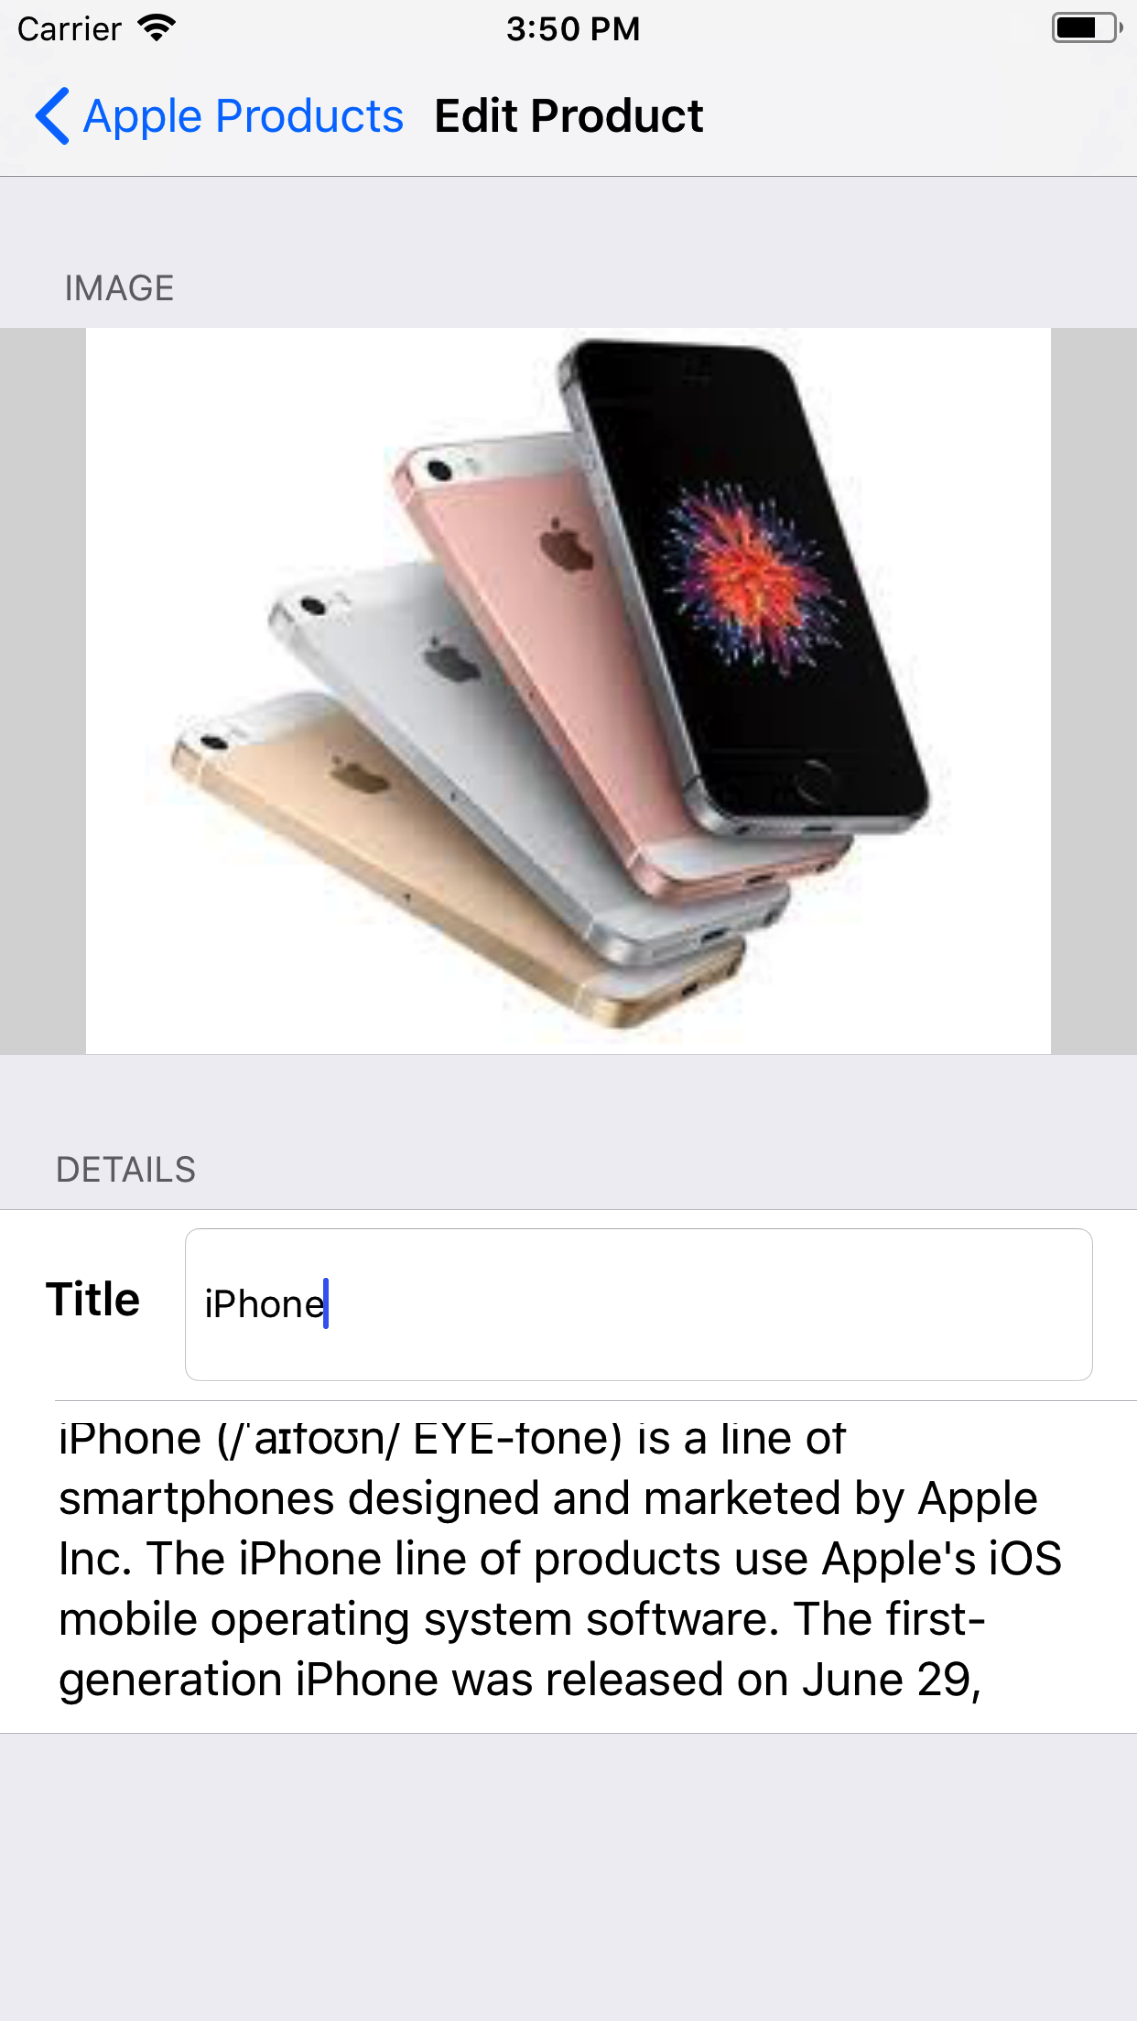 Carrier 3:50 PM
Apple Products Edit Product
IMAGE
DETAILS
Title iPhone
iPhone (/ˈaɪfoʊn/ EYE-fone) is a line of
smartphones designed and marketed by Apple
Inc. The iPhone line of products use Apple's iOS
mobile operating system software. The first-
generation iPhone was released on June 29,